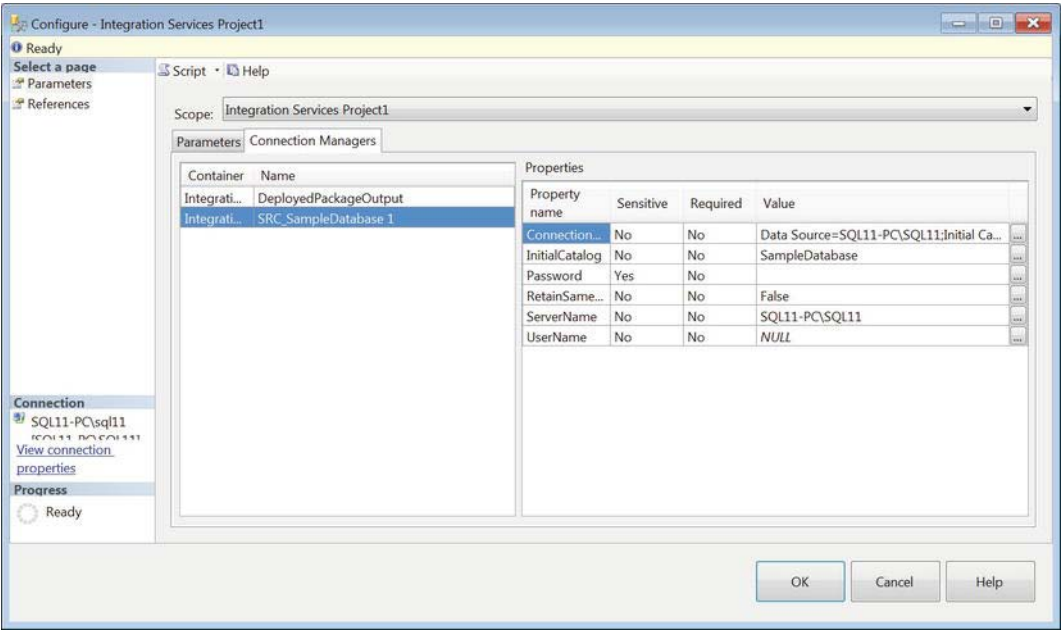 Configure - Integration Services Project1
Ready
Select a page
Parameters
References
Script Help
Scope: Integration Services Project1
Parameters Connection Managers
Container Name
Integrati... DeployedPackageOutput
Integrati... SRC_SampleDatabase 1
Properties
Property name Sensitive Required Value
Connection... No No Data Source=SQL11-PC\SQL11;Initial Ca... ...
InitialCatalog No No SampleDatabase ...
Password Yes No ...
RetainSame... No No False ...
ServerName No No SQL11-PC\SQL11 ...
UserName No No NULL ...
Connection
SQL11-PC\sql11
[SQL11-PC\SQL11]
View connection
properties
Progress
Ready
OK Cancel Help